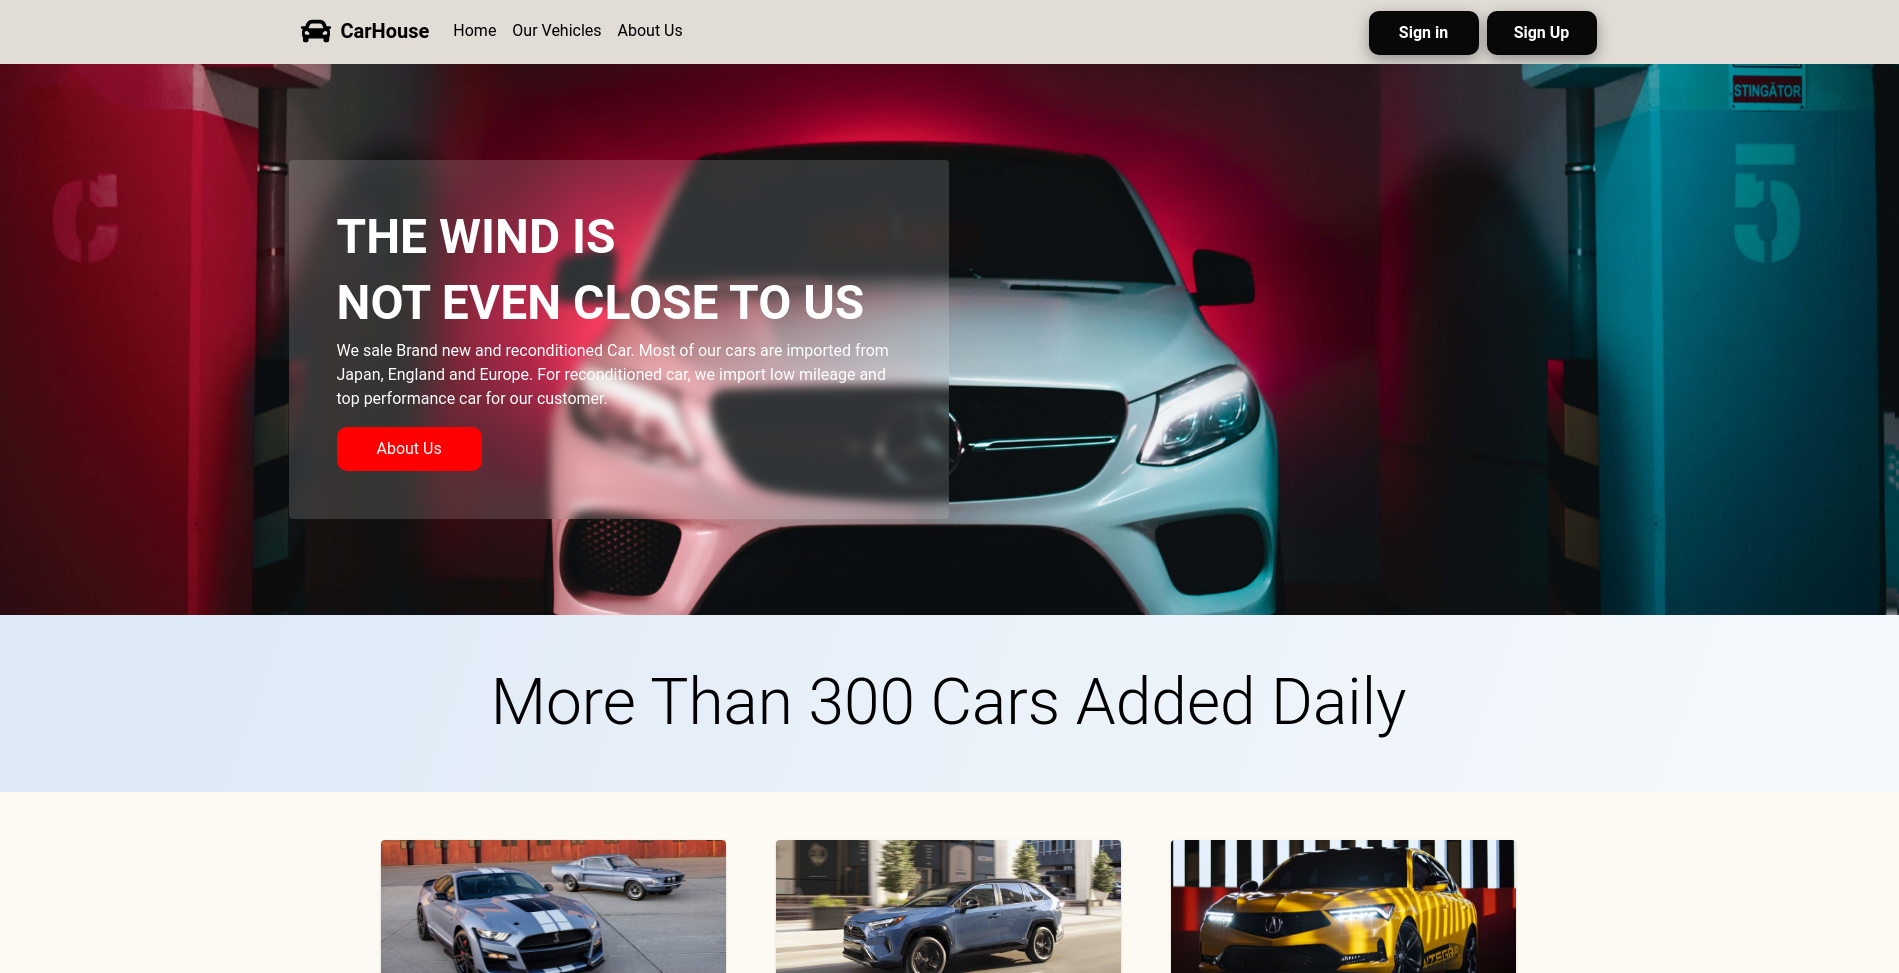 CarHouse
Home
Our Vehicles
About Us
Sign in
Sign Up
STINGĂTOR
C
5
THE WIND IS
NOT EVEN CLOSE TO US
We sale Brand new and reconditioned Car. Most of our cars are imported from
Japan, England and Europe. For reconditioned car, we import low mileage and
top performance car for our customer.
About Us
More Than 300 Cars Added Daily